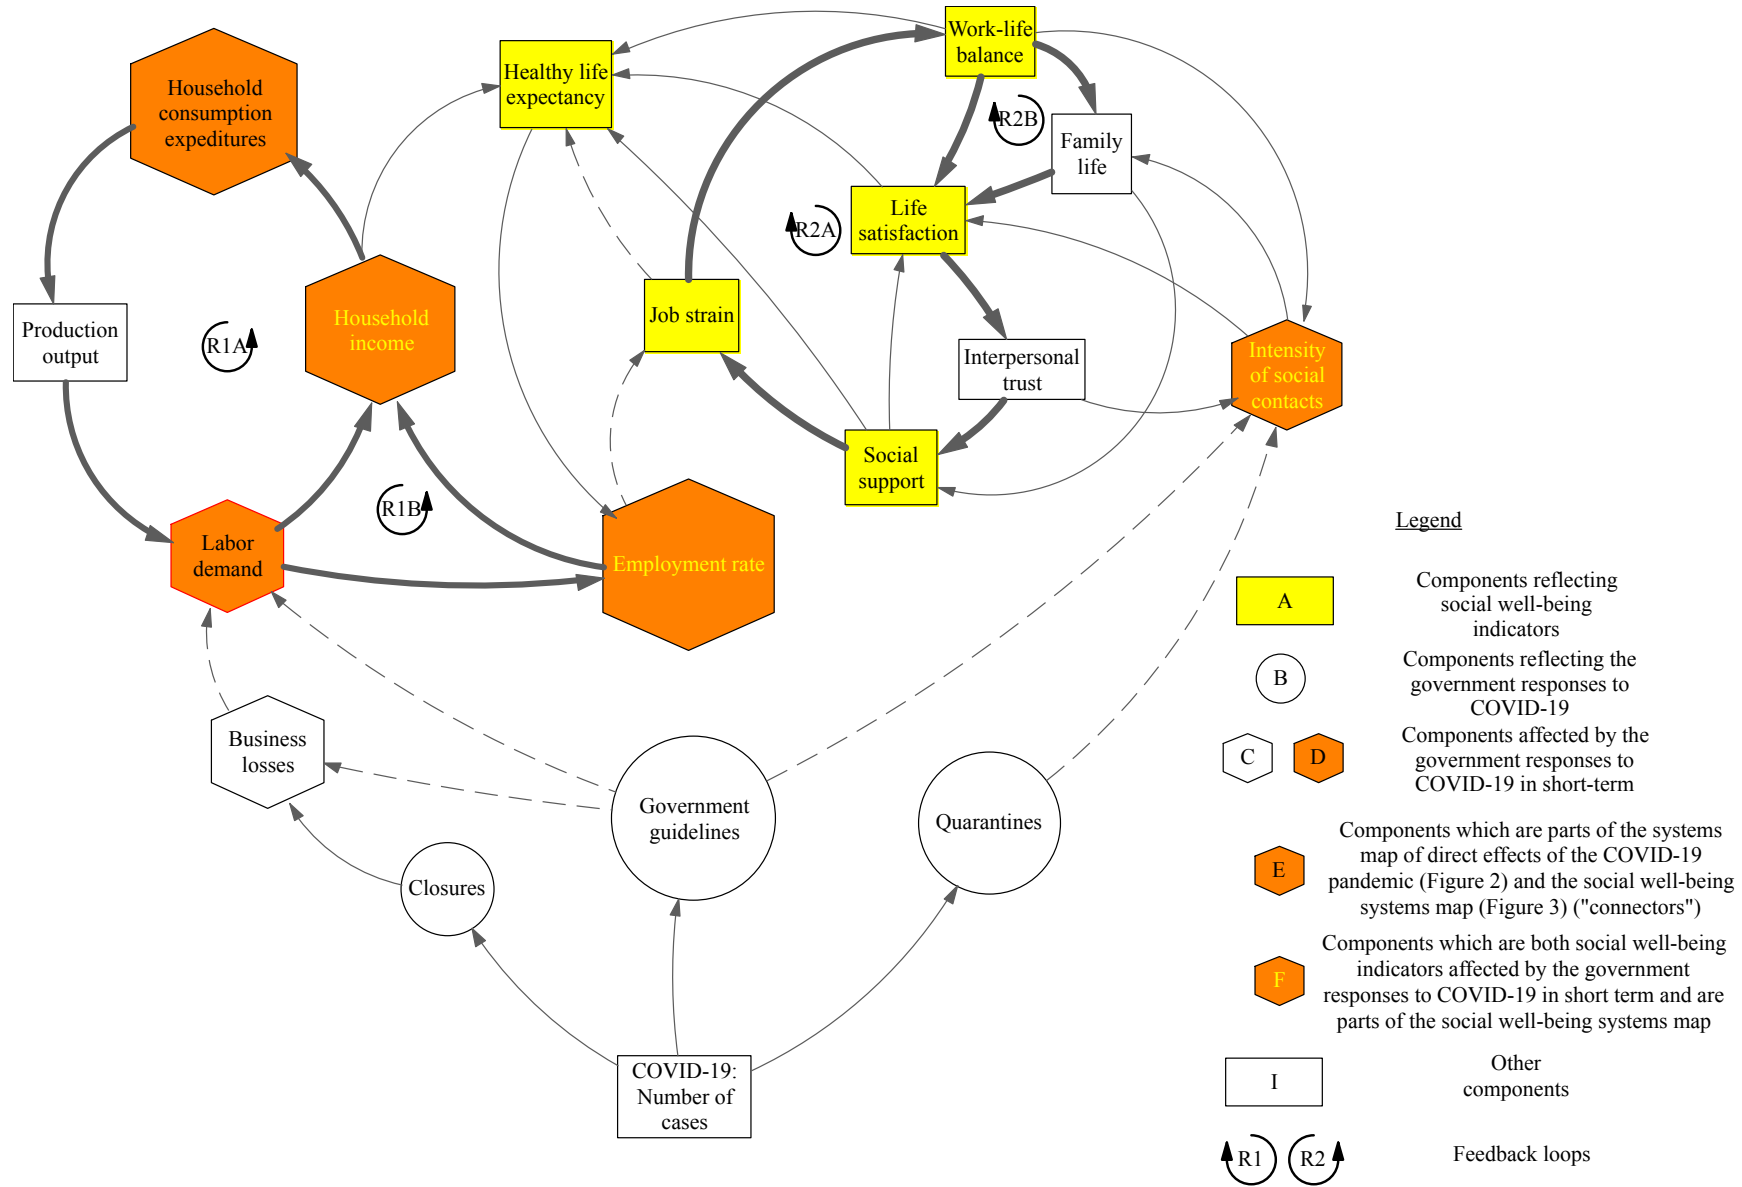 Work-life
balance
Healthy life
expectancy
Household
consumption
expeditures
R2B
Family
life
Life
satisfaction
R2A
Job strain
Household
income
Production
output
R1A
Interpersonal
trust
Intensity
of social
contacts
Social
support
R1B
Labor
demand
Employment rate
Business
losses
Government
guidelines
Quarantines
Closures
COVID-19:
Number of
cases
Legend
A
Components reflecting
social well-being
indicators
B
Components reflecting the
government responses to
COVID-19
C
D
Components affected by the
government responses to
COVID-19 in short-term
E
Components which are parts of the systems
map of direct effects of the COVID-19
pandemic (Figure 2) and the social well-being
systems map (Figure 3) ("connectors")
F
Components which are both social well-being
indicators affected by the government
responses to COVID-19 in short term and are
parts of the social well-being systems map
I
Other
components
R1
R2
Feedback loops